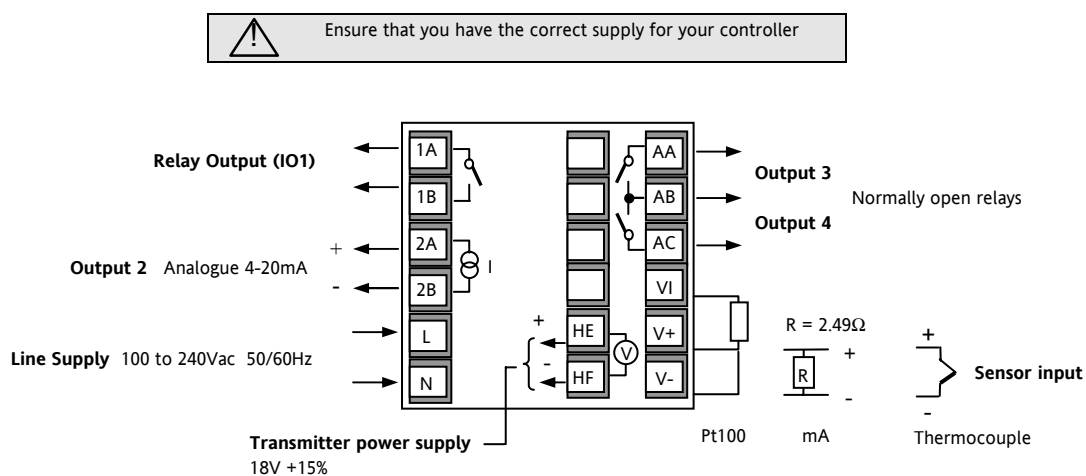 !
Ensure that you have the correct supply for your controller
Relay Output (IO1)
1A
1B
Output 2 Analogue 4-20mA
+
-
2A
2B
I
Line Supply 100 to 240Vac 50/60Hz
L
N
Transmitter power supply
18V +15%
+
-
HE
HF
V
AA
AB
AC
VI
V+
V-
Output 3
Normally open relays
Output 4
Pt100
R = 2.49Ω
R
+
-
mA
+
-
Sensor input
Thermocouple